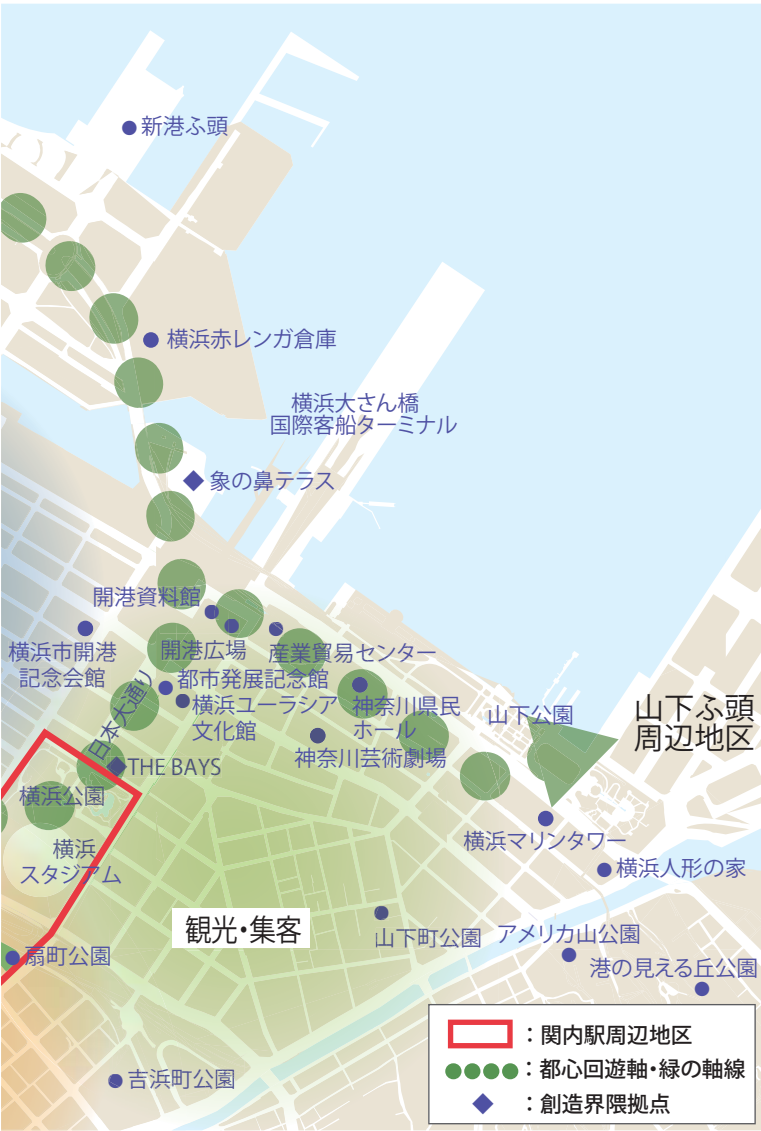 新港ふ頭
横浜赤レンガ倉庫
横浜大さん橋
国際客船ターミナル
象の鼻テラス
開港資料館
横浜市開港
記念会館
開港広場
産業貿易センター
都市発展記念館
日本大通り
横浜ユーラシア
文化館
神奈川県民
ホール
神奈川芸術劇場
山下公園
山下ふ頭
周辺地区
THE BAYS
横浜公園
横浜
スタジアム
横浜マリンタワー
横浜人形の家
観光・集客
山下町公園
アメリカ山公園
港の見える丘公園
扇町公園
吉浜町公園
：関内駅周辺地区
：都心回遊軸・緑の軸線
：創造界隈拠点